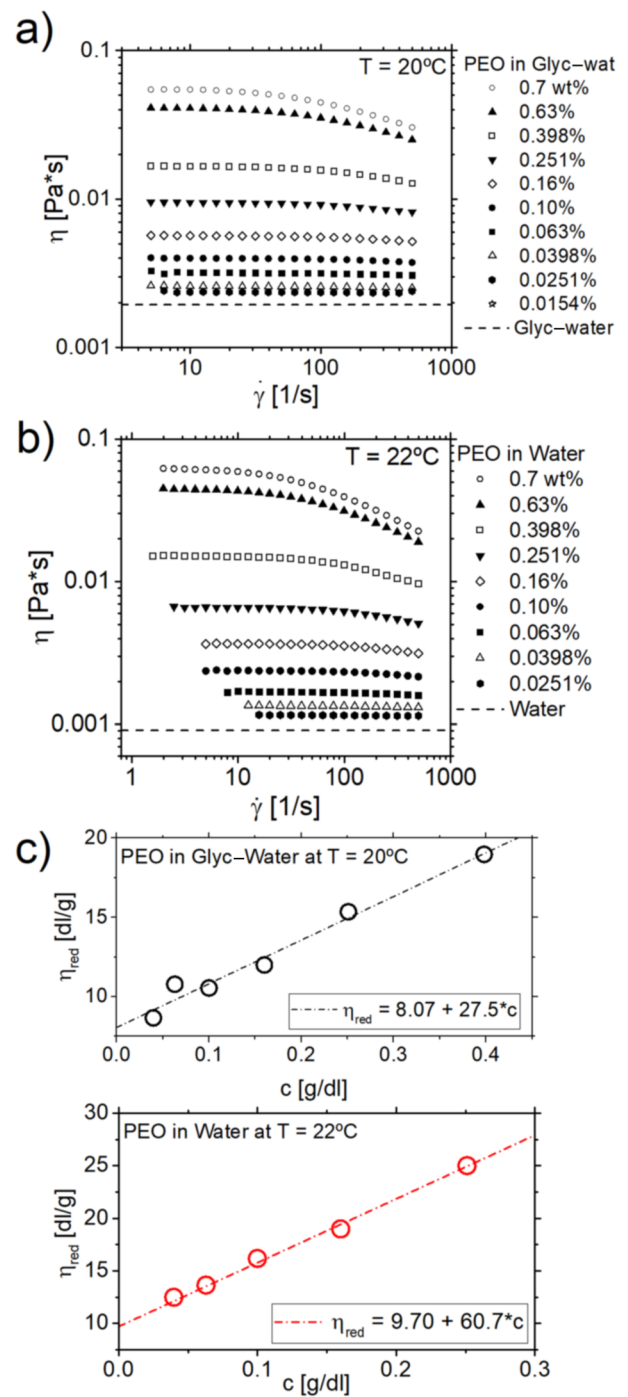 a)
0.1
0.01
0.001
η [Pa*s]
T = 20ºC
10
100
1000
γ̇ [1/s]
PEO in Glyc–wat
0.7 wt%
0.63%
0.398%
0.251%
0.16%
0.10%
0.063%
0.0398%
0.0251%
0.0154%
Glyc–water
b)
0.1
0.01
0.001
η [Pa*s]
T = 22ºC
1
10
100
1000
γ̇ [1/s]
PEO in Water
0.7 wt%
0.63%
0.398%
0.251%
0.16%
0.10%
0.063%
0.0398%
0.0251%
Water
c)
20
15
10
η_red [dl/g]
PEO in Glyc–Water at T = 20ºC
η_red = 8.07 + 27.5*c
0.0
0.1
0.2
0.3
0.4
c [g/dl]
30
25
20
15
10
η_red [dl/g]
PEO in Water at T = 22ºC
η_red = 9.70 + 60.7*c
0.0
0.1
0.2
0.3
c [g/dl]